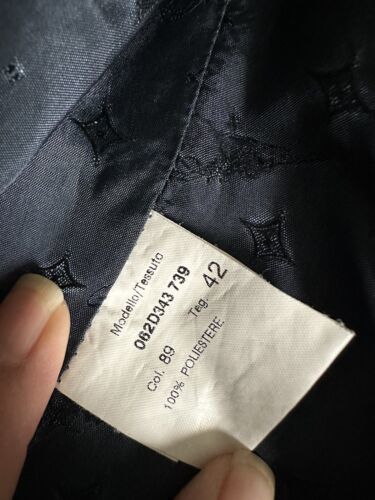 Modello/Tessuto
062D343 739
Col. 89 Tag. 42
100% POLIESTERE